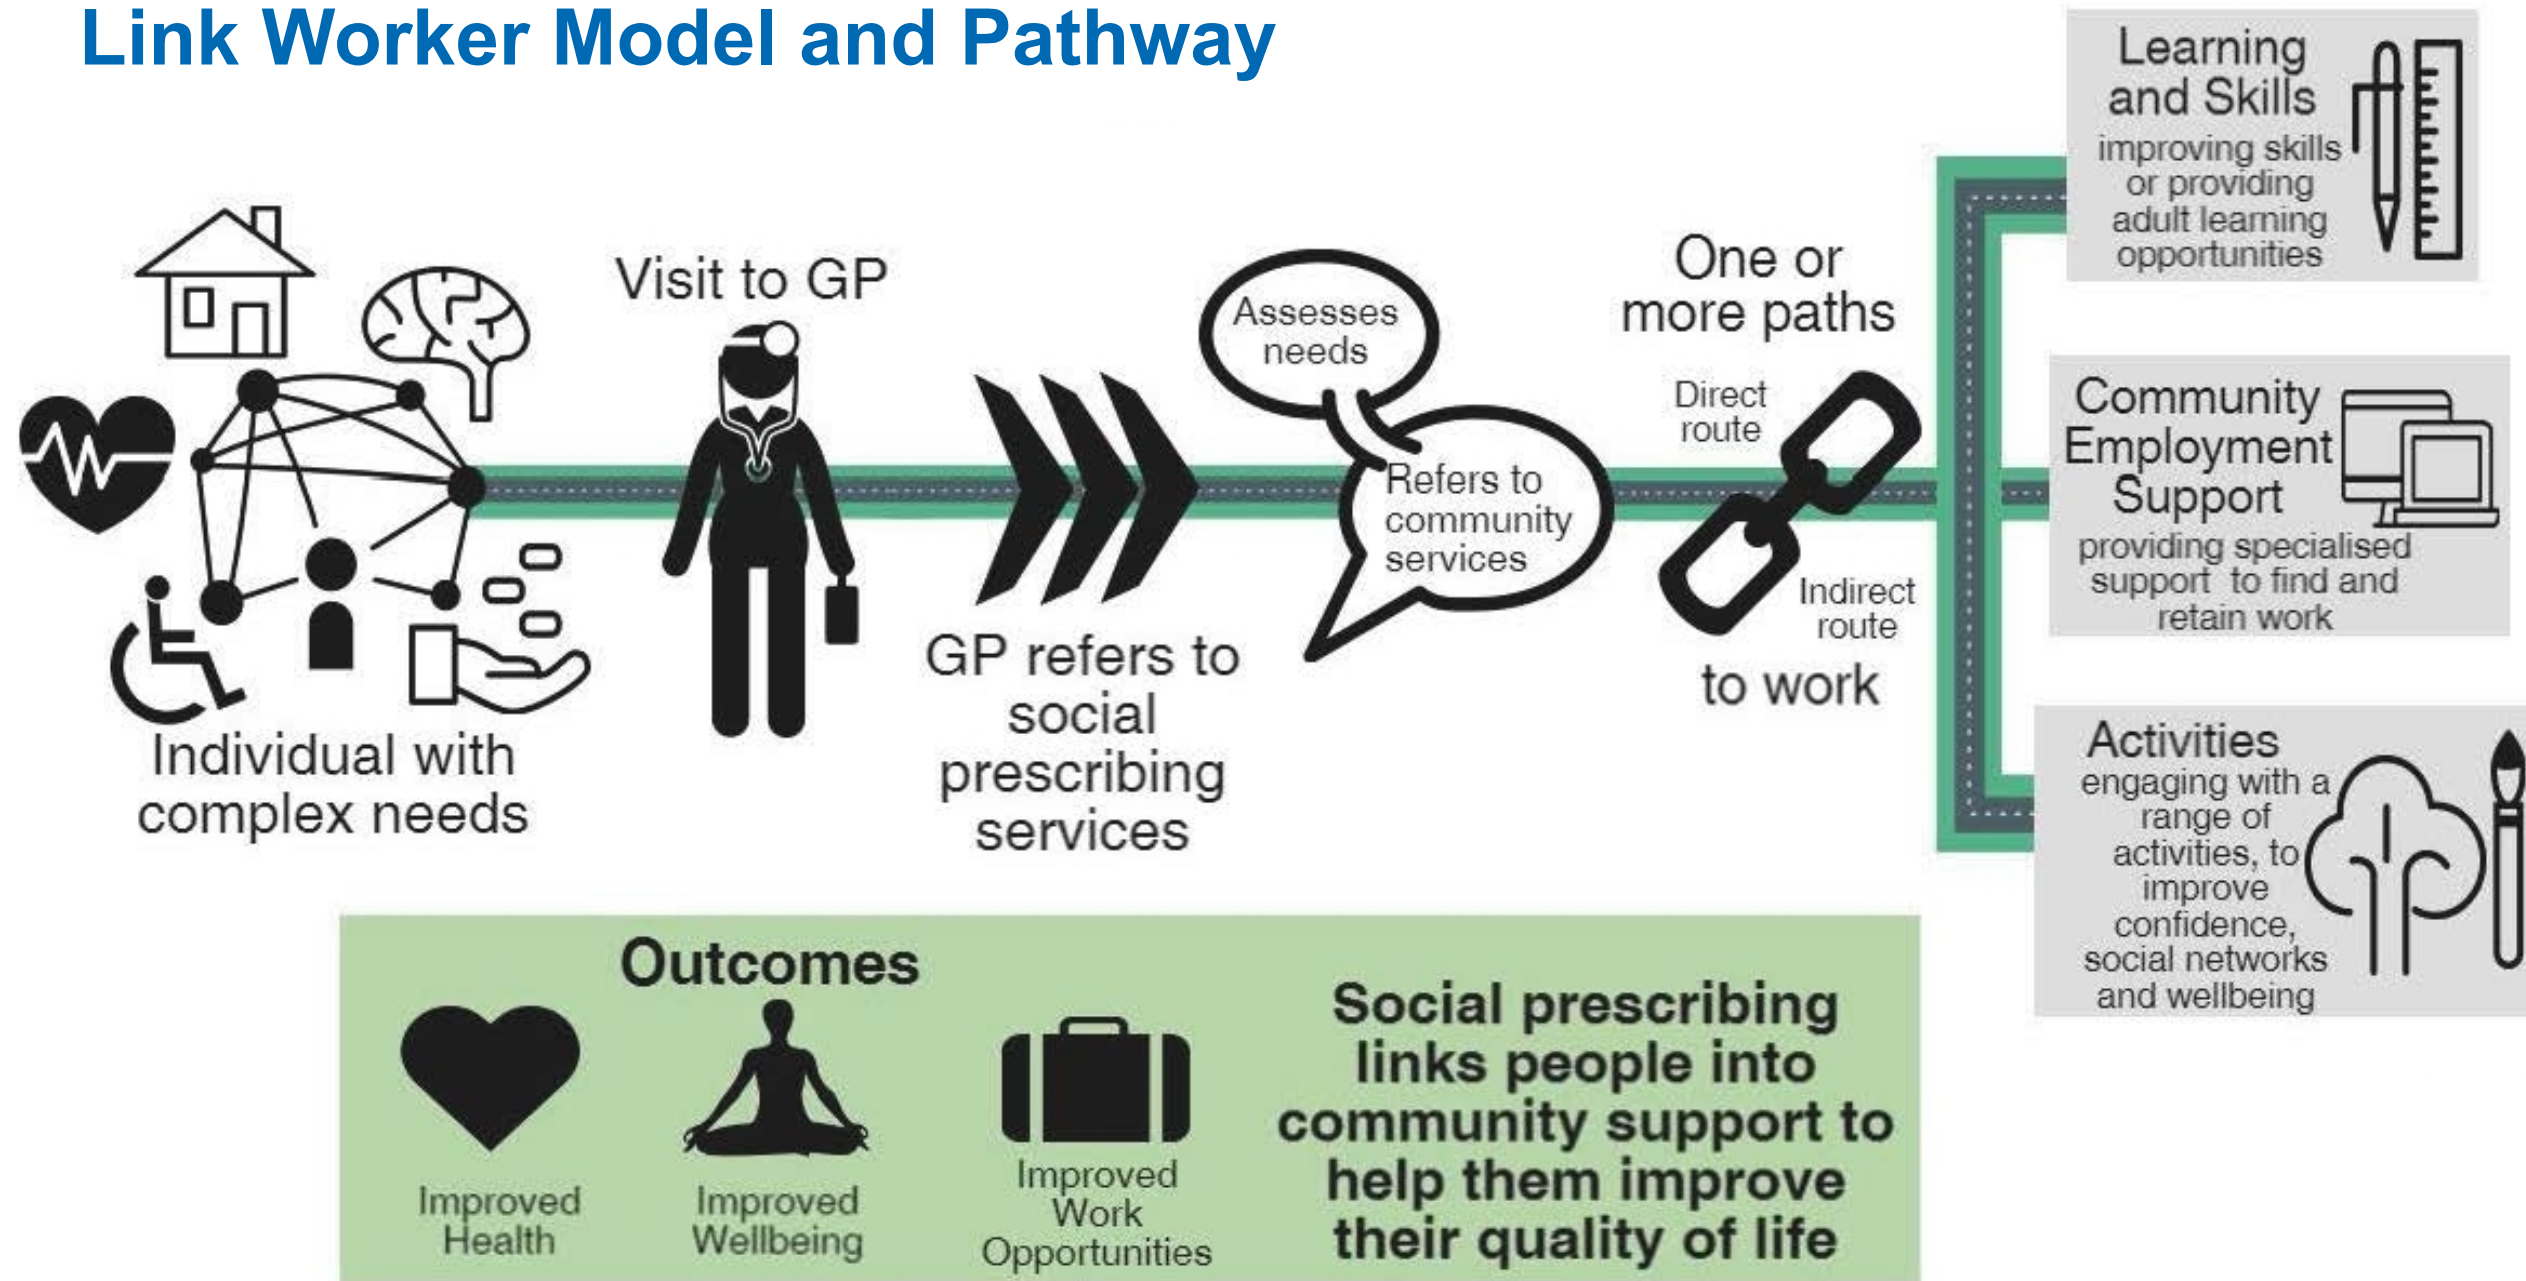 Link Worker Model and Pathway
Individual with
complex needs
Visit to GP
GP refers to
social
prescribing
services
Assesses
needs
Refers to
community
services
One or
more paths
Direct
route
Indirect
route
to work
Learning
and Skills
improving skills
or providing
adult learning
opportunities
Community
Employment
Support
providing specialised
support to find and
retain work
Activities
engaging with a
range of
activities, to
improve
confidence,
social networks
and wellbeing
Outcomes
Improved
Health
Improved
Wellbeing
Improved
Work
Opportunities
Social prescribing
links people into
community support to
help them improve
their quality of life